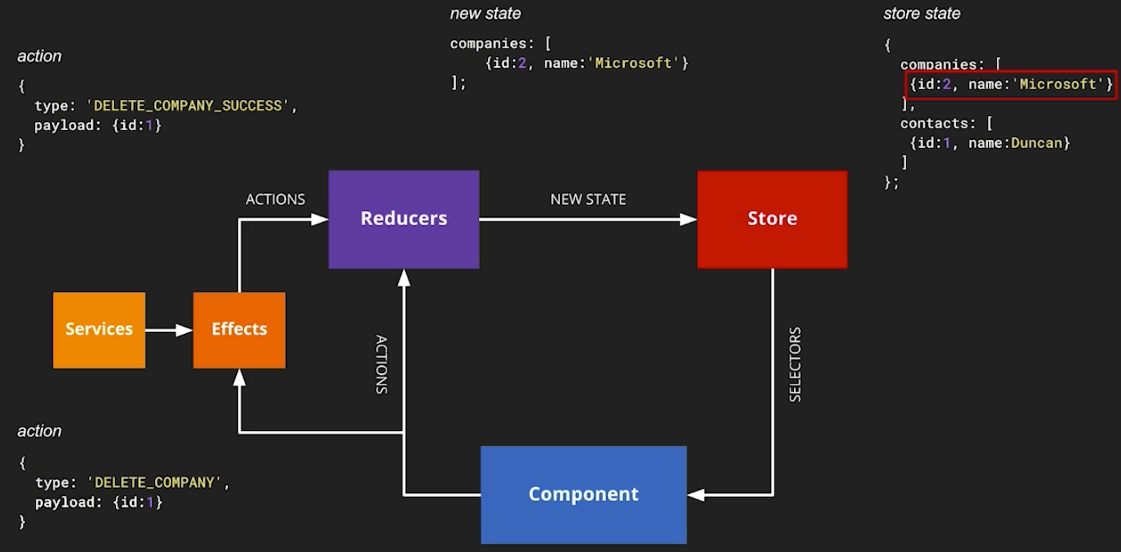 new state
companies: [
{id:2, name:'Microsoft'}
];
store state
{
companies: [
{id:2, name:'Microsoft'}
],
contacts: [
{id:1, name:Duncan}
]
};
action
{
type: 'DELETE_COMPANY_SUCCESS',
payload: {id:1}
}
ACTIONS
Reducers
NEW STATE
Store
Services
Effects
ACTIONS
SELECTORS
action
{
type: 'DELETE_COMPANY',
payload: {id:1}
}
Component